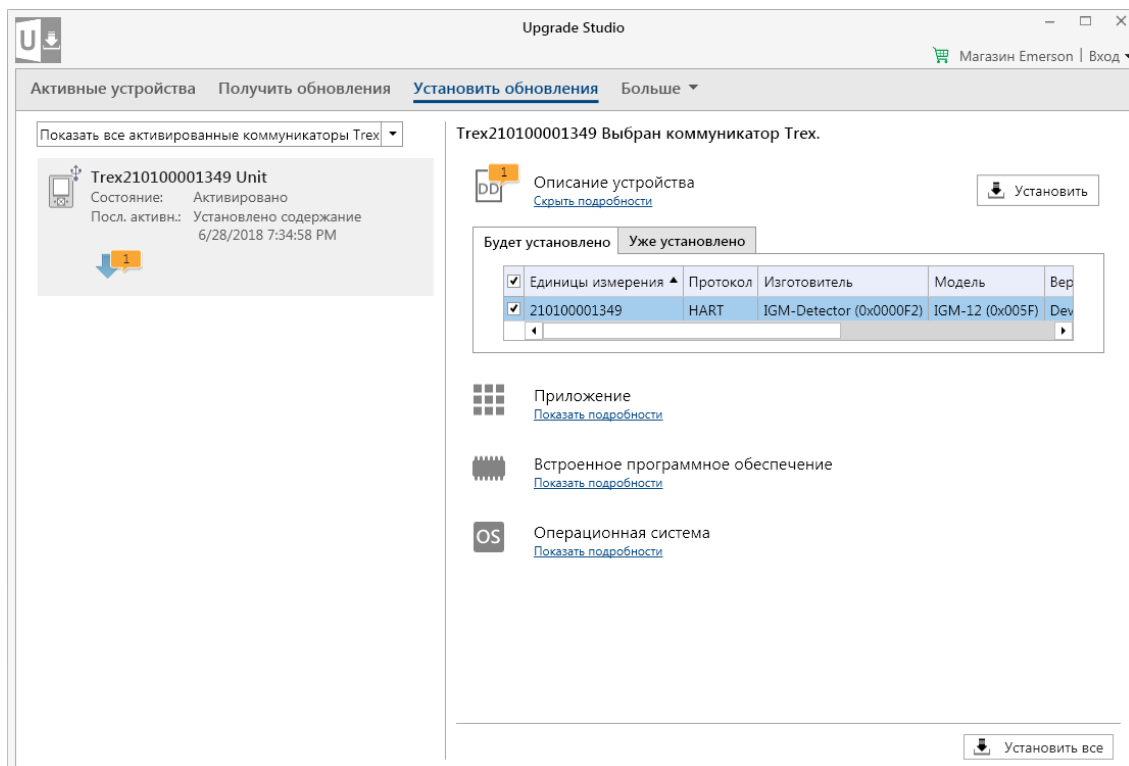 Upgrade Studio
U
Магазин Emerson | Вход
Активные устройства Получить обновления Установить обновления Больше
Показать все активированные коммуникаторы Trex
Trex210100001349 Unit
Состояние: Активировано
Посл. активн.: Установлено содержание
6/28/2018 7:34:58 PM
1
Trex210100001349 Выбран коммуникатор Trex.
DD
1
Описание устройства
Скрыть подробности
Установить
Будет установлено Уже установлено
Единицы измерения Протокол Изготовитель Модель Вер
210100001349 HART IGM-Detector (0x0000F2) IGM-12 (0x005F) Dev
Приложение
Показать подробности
Встроенное программное обеспечение
Показать подробности
OS
Операционная система
Показать подробности
Установить все